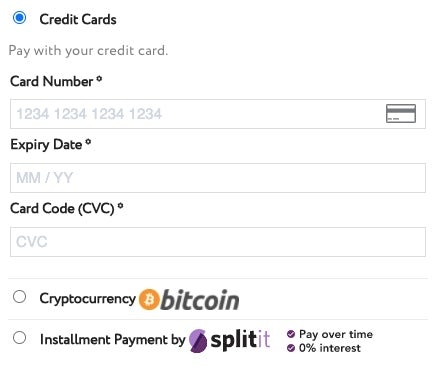 Credit Cards
Pay with your credit card.
Card Number *
1234 1234 1234 1234
Expiry Date *
MM / YY
Card Code (CVC) *
CVC
Cryptocurrency bitcoin
Installment Payment by splitit Pay over time
0% interest